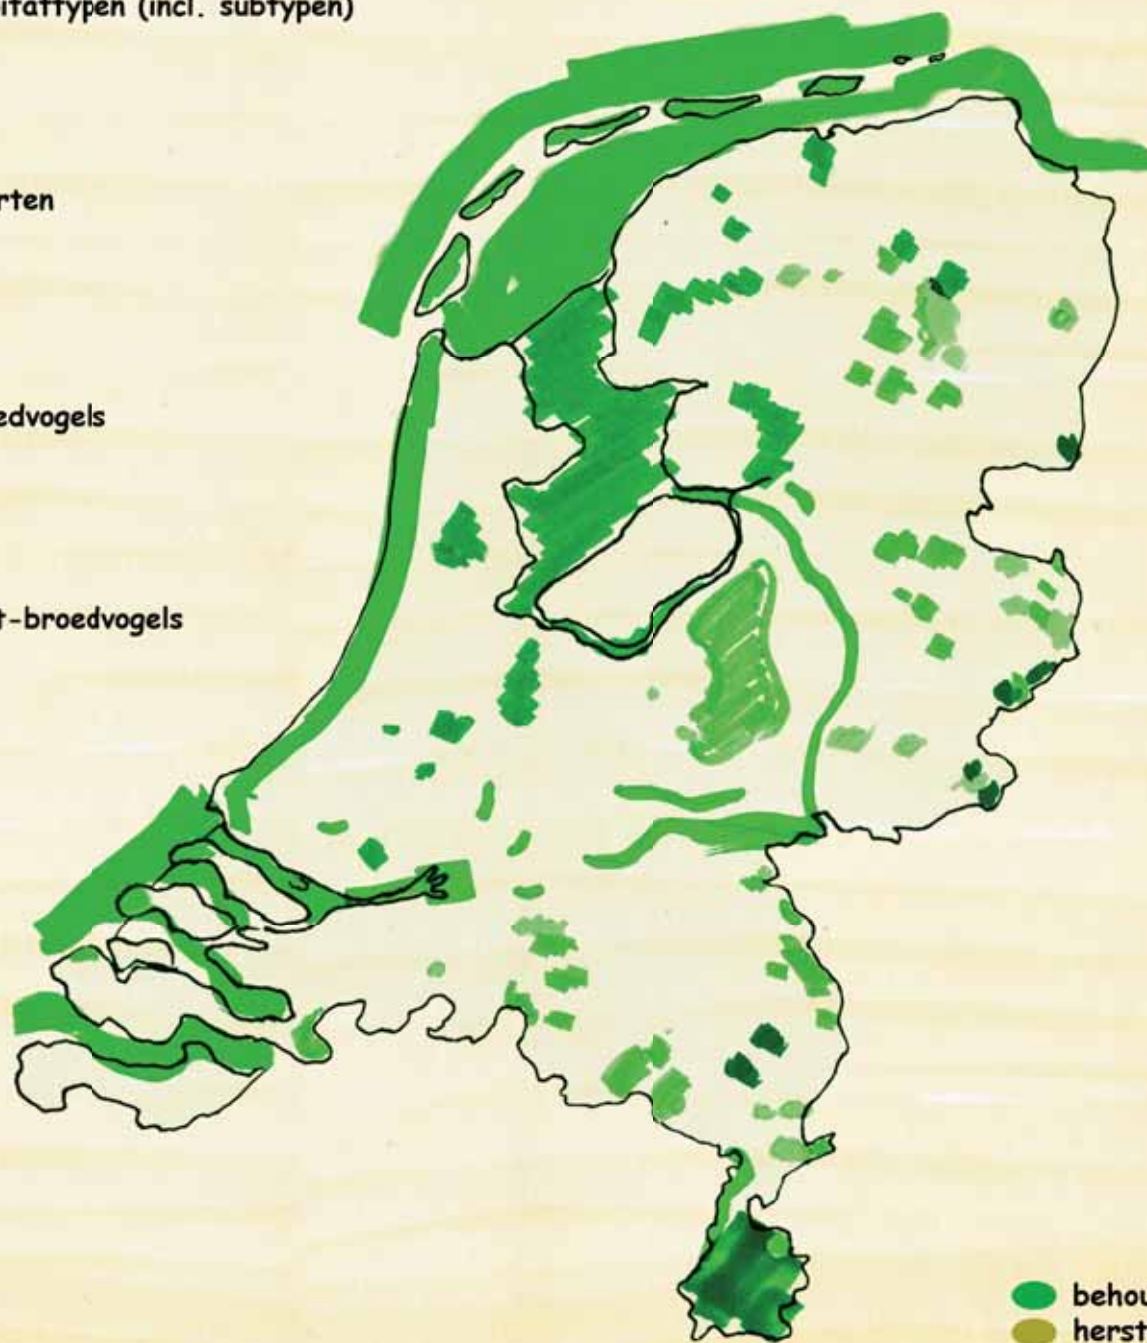 itattypen (incl. subtypen)
rten
edvogels
t-broedvogels
behou
herst